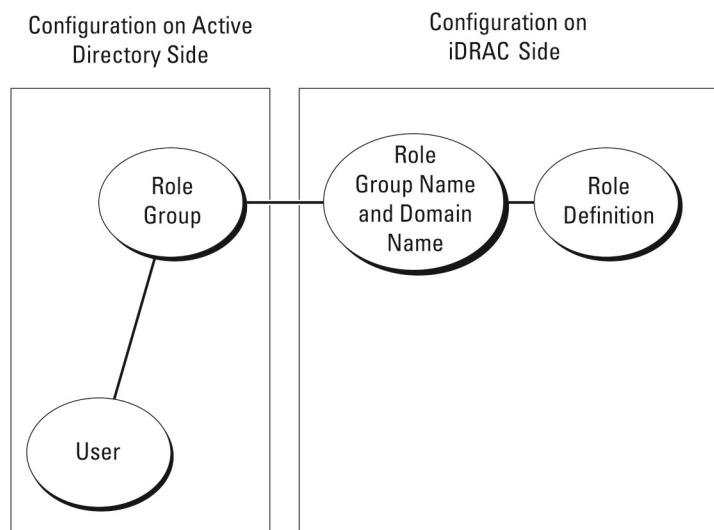 Configuration on Active
Directory Side
Configuration on
iDRAC Side
Role
Group
Role
Group Name
and Domain
Name
Role
Definition
User